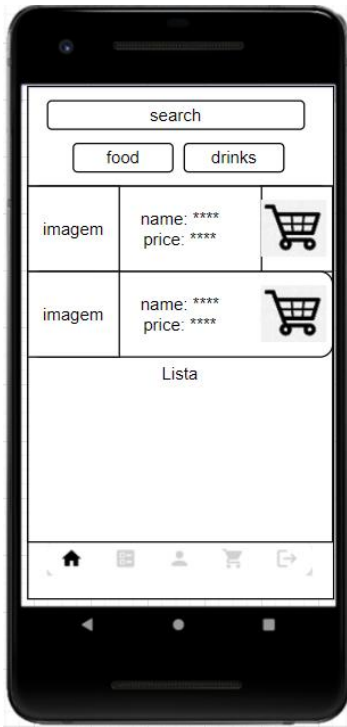 search
food drinks
imagem
name: ****
price: ****
imagem
name: ****
price: ****
Lista